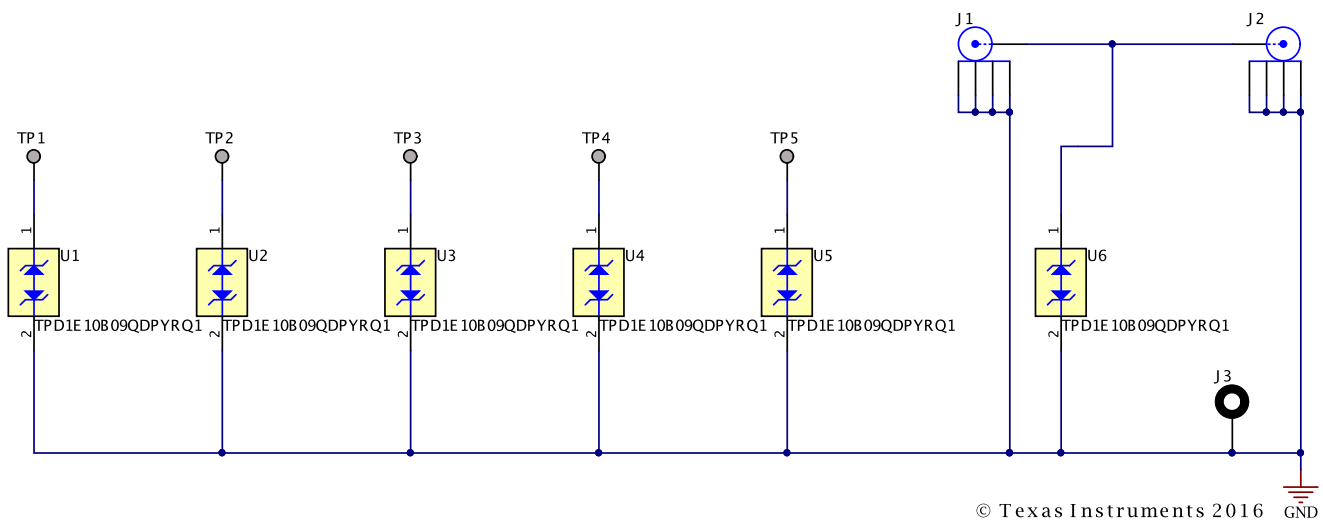 J1
J2
TP1
TP2
TP3
TP4
TP5
1
1
1
1
1
1
U1
U2
U3
U4
U5
U6
TPD1E10B09QDPYRQ1
TPD1E10B09QDPYRQ1
TPD1E10B09QDPYRQ1
TPD1E10B09QDPYRQ1
TPD1E10B09QDPYRQ1
TPD1E10B09QDPYRQ1
2
2
2
2
2
2
J3
© Texas Instruments 2016
GND